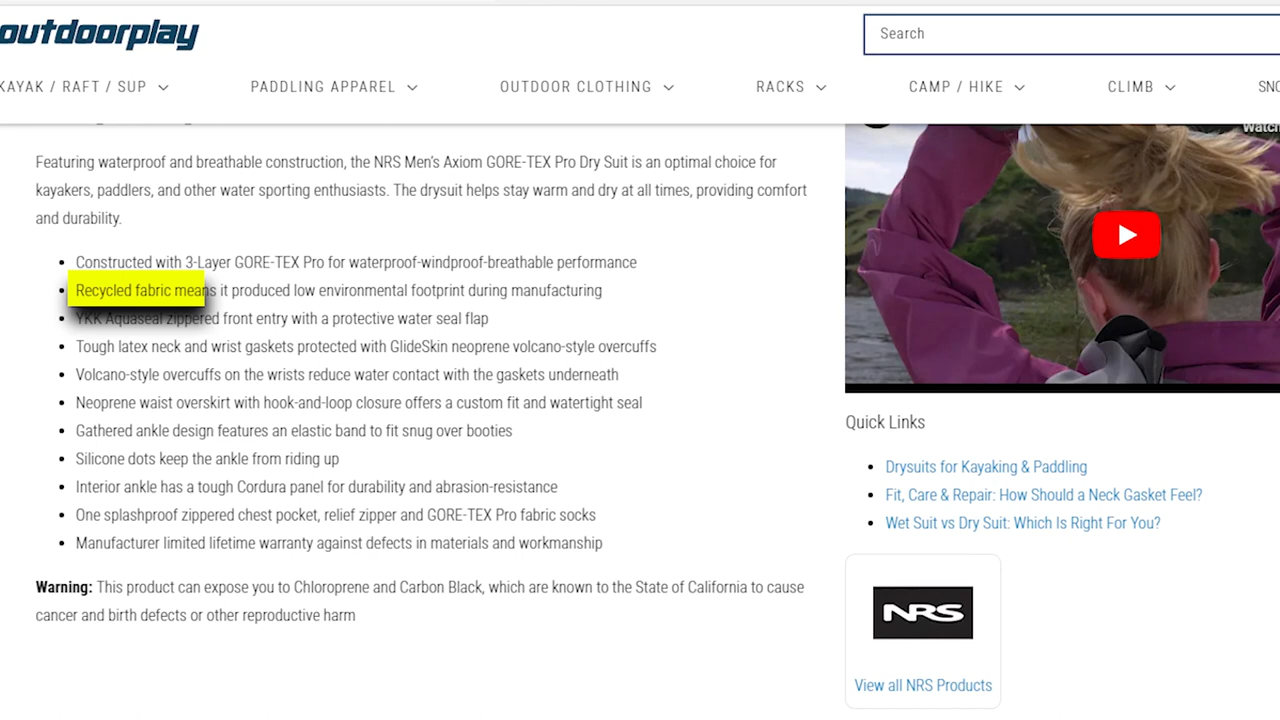 outdoorplay
Search
KAYAK / RAFT / SUP
PADDLING APPAREL
OUTDOOR CLOTHING
RACKS
CAMP / HIKE
CLIMB
SNO
Watch
Featuring waterproof and breathable construction, the NRS Men's Axiom GORE-TEX Pro Dry Suit is an optimal choice for
kayakers, paddlers, and other water sporting enthusiasts. The drysuit helps stay warm and dry at all times, providing comfort
and durability.
Constructed with 3-Layer GORE-TEX Pro for waterproof-windproof-breathable performance
Recycled fabric means it produced low environmental footprint during manufacturing
YKK Aquaseal zippered front entry with a protective water seal flap
Tough latex neck and wrist gaskets protected with GlideSkin neoprene volcano-style overcuffs
Volcano-style overcuffs on the wrists reduce water contact with the gaskets underneath
Neoprene waist overskirt with hook-and-loop closure offers a custom fit and watertight seal
Gathered ankle design features an elastic band to fit snug over booties
Silicone dots keep the ankle from riding up
Interior ankle has a tough Cordura panel for durability and abrasion-resistance
One splashproof zippered chest pocket, relief zipper and GORE-TEX Pro fabric socks
Manufacturer limited lifetime warranty against defects in materials and workmanship
Warning: This product can expose you to Chloroprene and Carbon Black, which are known to the State of California to cause
cancer and birth defects or other reproductive harm
Quick Links
Drysuits for Kayaking & Paddling
Fit, Care & Repair: How Should a Neck Gasket Feel?
Wet Suit vs Dry Suit: Which Is Right For You?
NRS
View all NRS Products